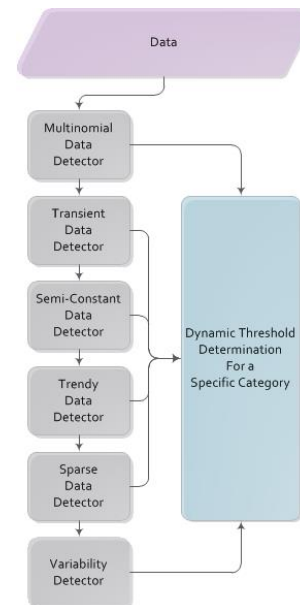 Data
Multinomial
Data
Detector
Transient
Data
Detector
Semi-Constant
Data
Detector
Trendy
Data
Detector
Sparse
Data
Detector
Variability
Detector
Dynamic Threshold
Determination
For a
Specific Category